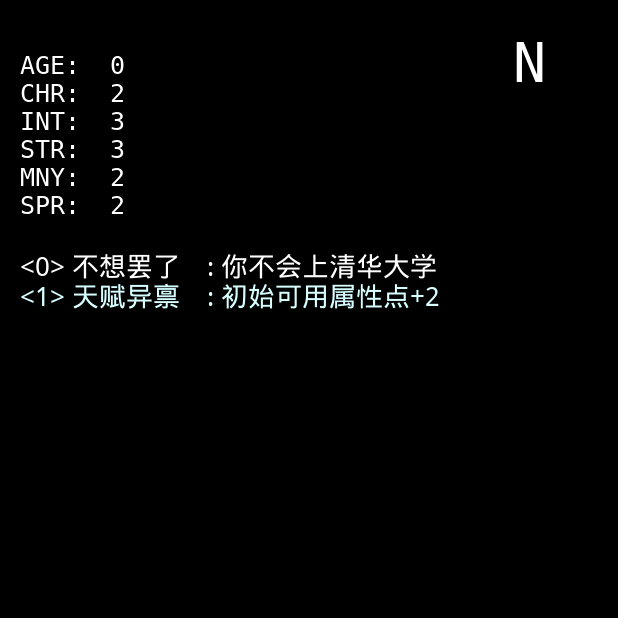 N
AGE: 0
CHR: 2
INT: 3
STR: 3
MNY: 2
SPR: 2
<0> 不想罢了 : 你不会上清华大学
<1> 天赋异禀 : 初始可用属性点+2